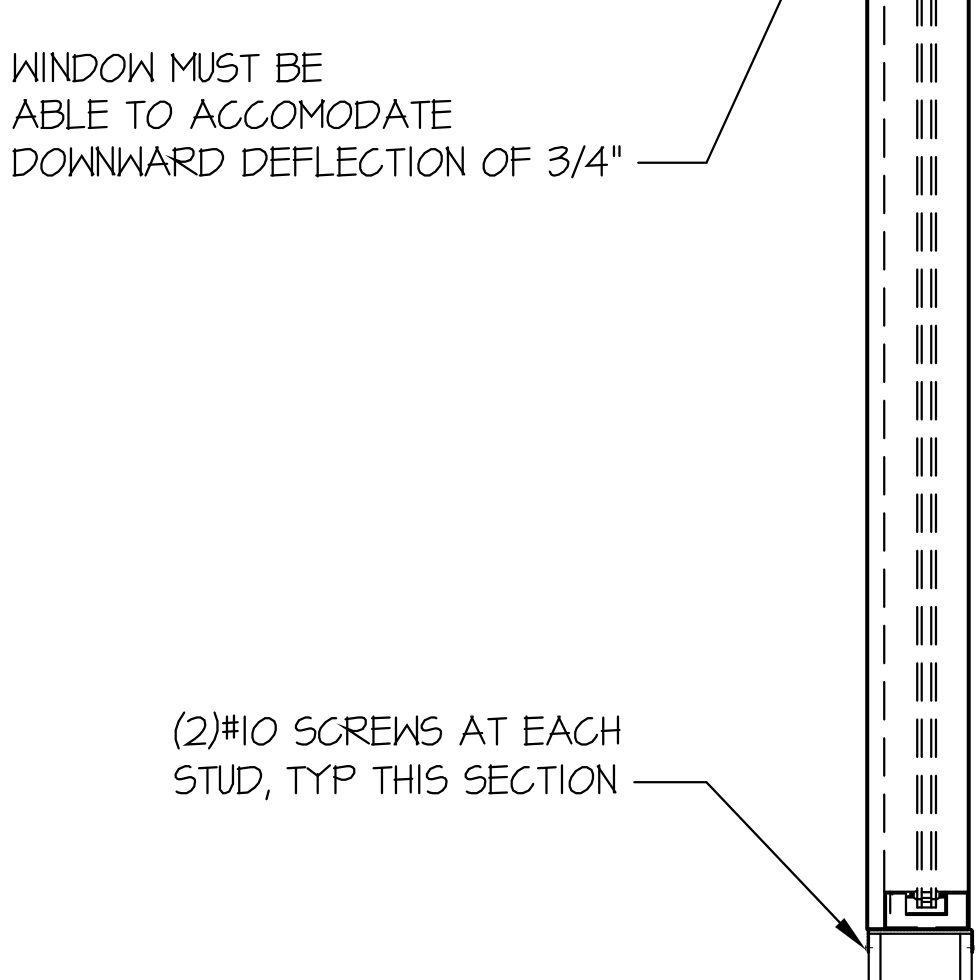 WINDOW MUST BE
ABLE TO ACCOMODATE
DOWNWARD DEFLECTION OF 3/4"
(2)#10 SCREWS AT EACH
STUD, TYP THIS SECTION